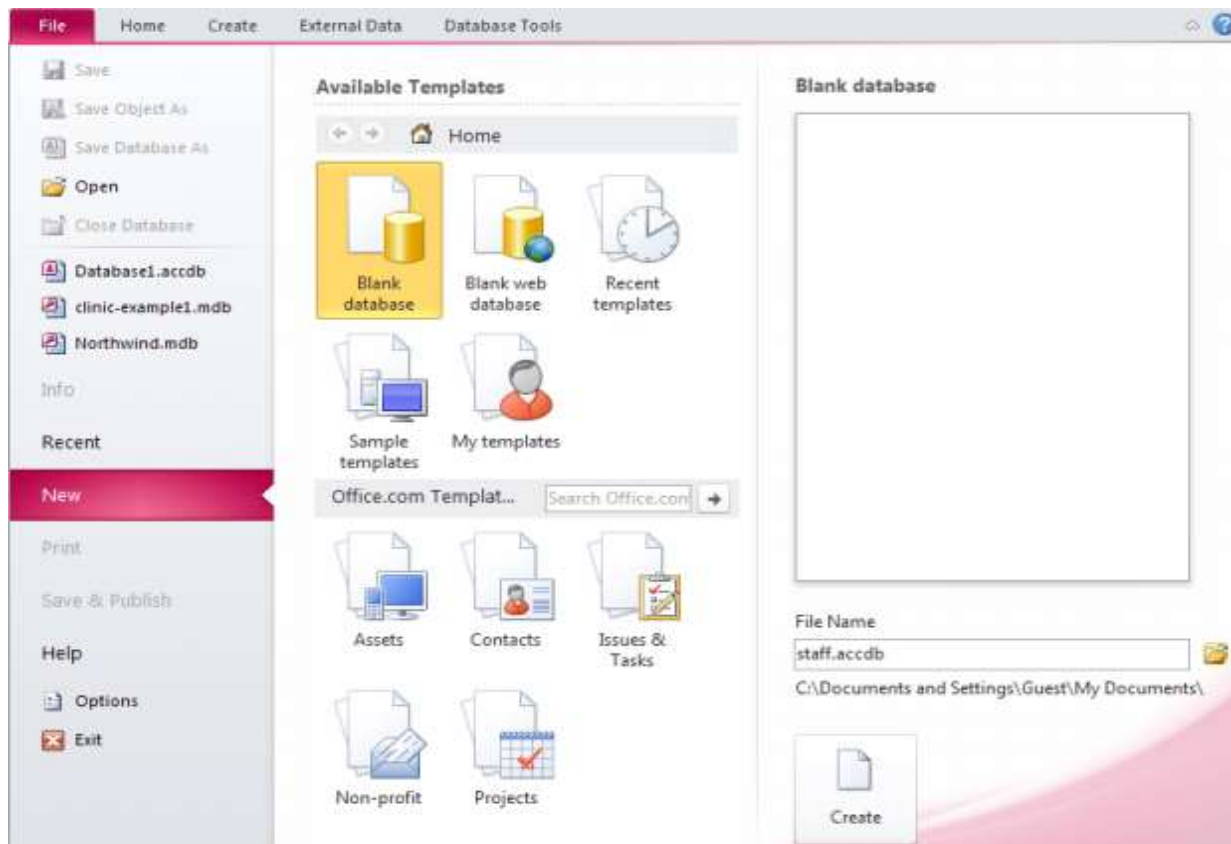 File Home Create External Data Database Tools
Save
Save Object As
Save Database As
Open
Close Database
Database1.accdb
clinic-example1.mdb
Northwind.mdb
Info
Recent
New
Print
Save & Publish
Help
Options
Exit
Available Templates
Home
Blank
database
Blank web
database
Recent
templates
Sample
templates
My templates
Office.com Templat...
Search Office.com
Assets
Contacts
Issues &
Tasks
Non-profit
Projects
Blank database
File Name
staff.accdb
C:\Documents and Settings\Guest\My Documents\
Create